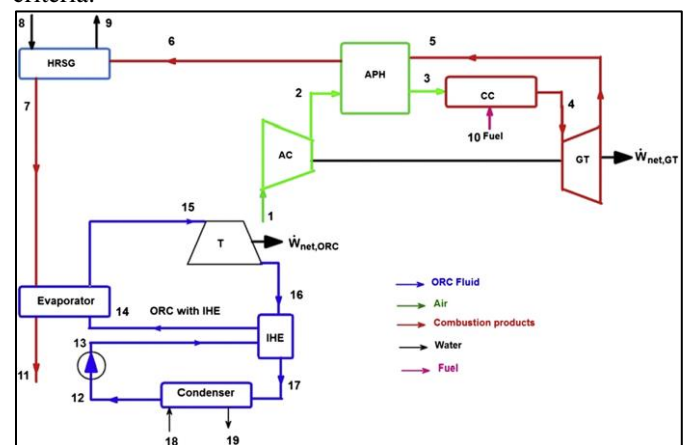 criteria.
8 9
HRSG
6
5
7
2
APH
3
CC
4
10 Fuel
AC
GT
Ẇnet,GT
1
15
T
Ẇnet,ORC
16
Evaporator
14
ORC with IHE
IHE
13
12
11
17
Condenser
18 19
ORC Fluid
Air
Combustion products
Water
Fuel